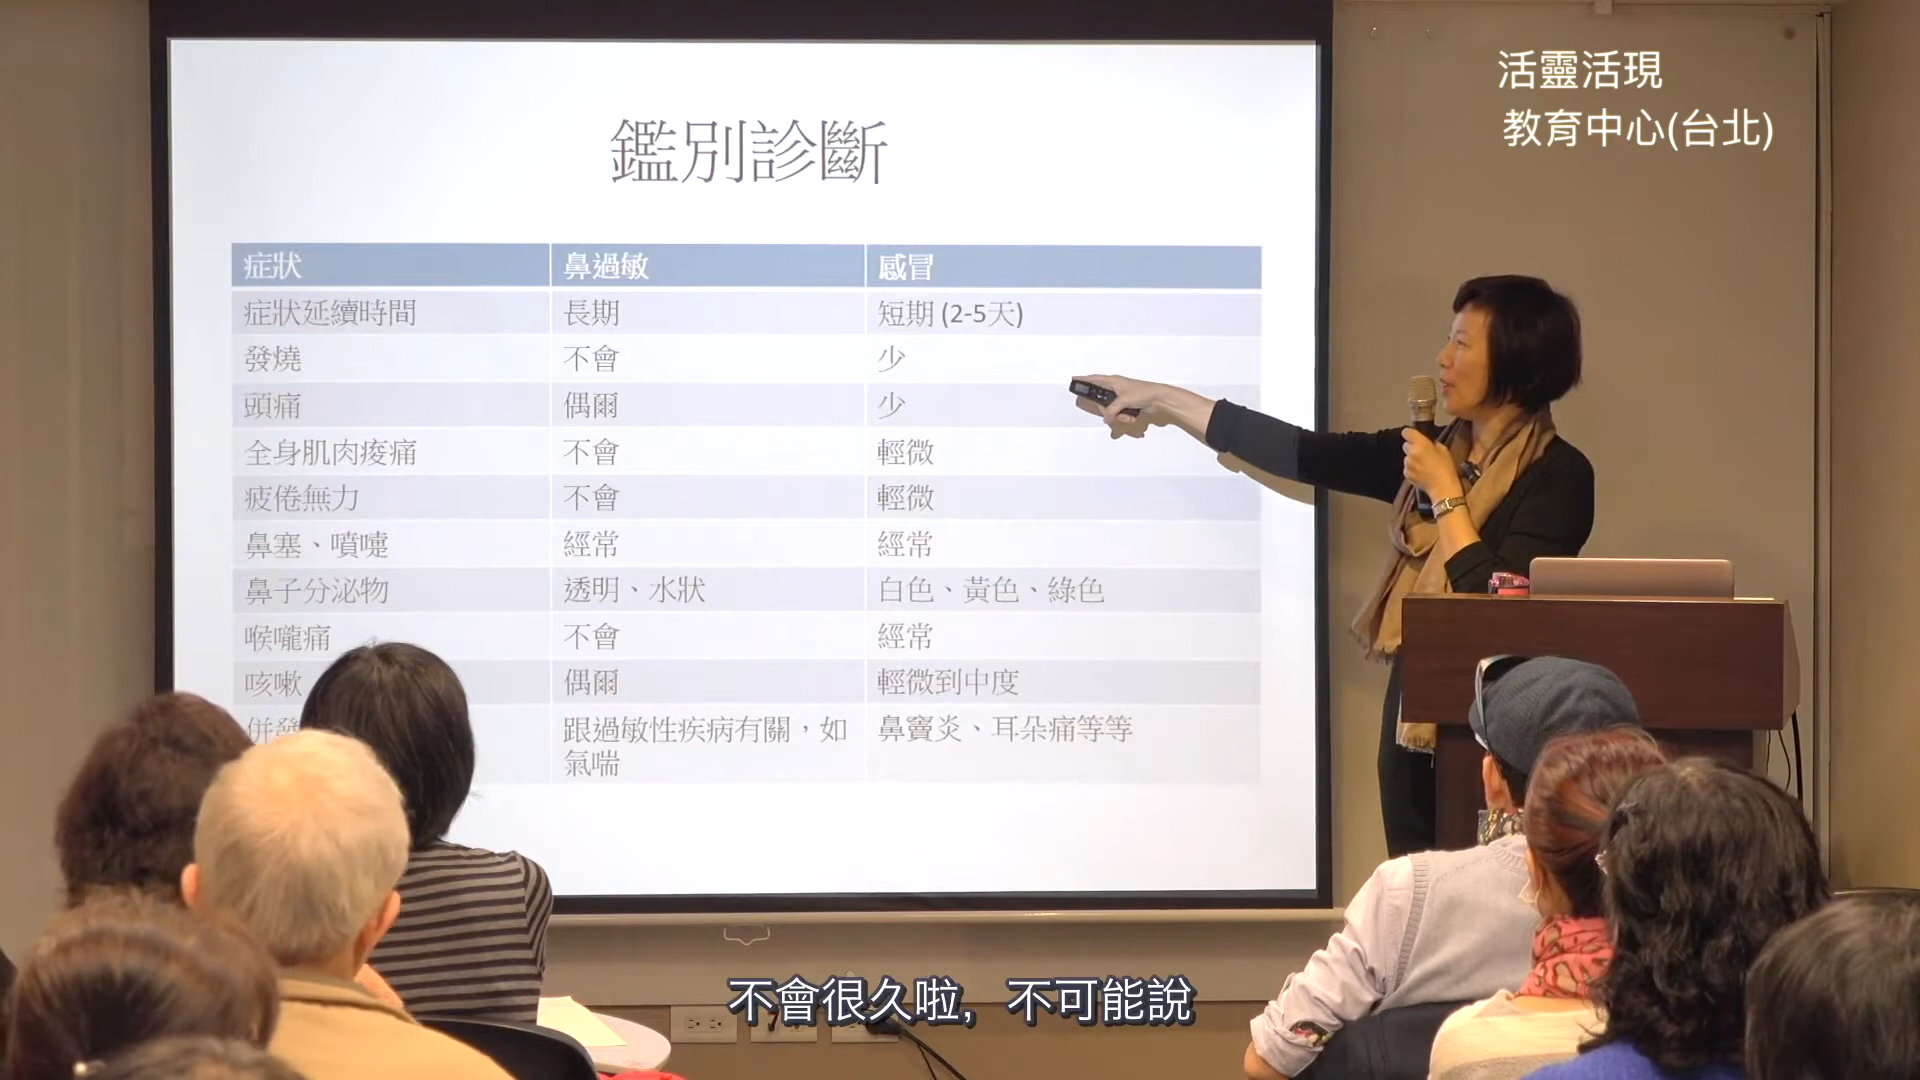 活靈活現
教育中心(台北)
鑑別診斷
症狀 鼻過敏 感冒
症狀延續時間 長期 短期 (2-5天)
發燒 不會 少
頭痛 偶爾 少
全身肌肉痠痛 不會 輕微
疲倦無力 不會 輕微
鼻塞、噴嚏 經常 經常
鼻子分泌物 透明、水狀 白色、黃色、綠色
喉嚨痛 不會 經常
咳嗽 偶爾 輕微到中度
併發 跟過敏性疾病有關，如 鼻竇炎、耳朵痛等等
氣喘
不會很久啦, 不可能說